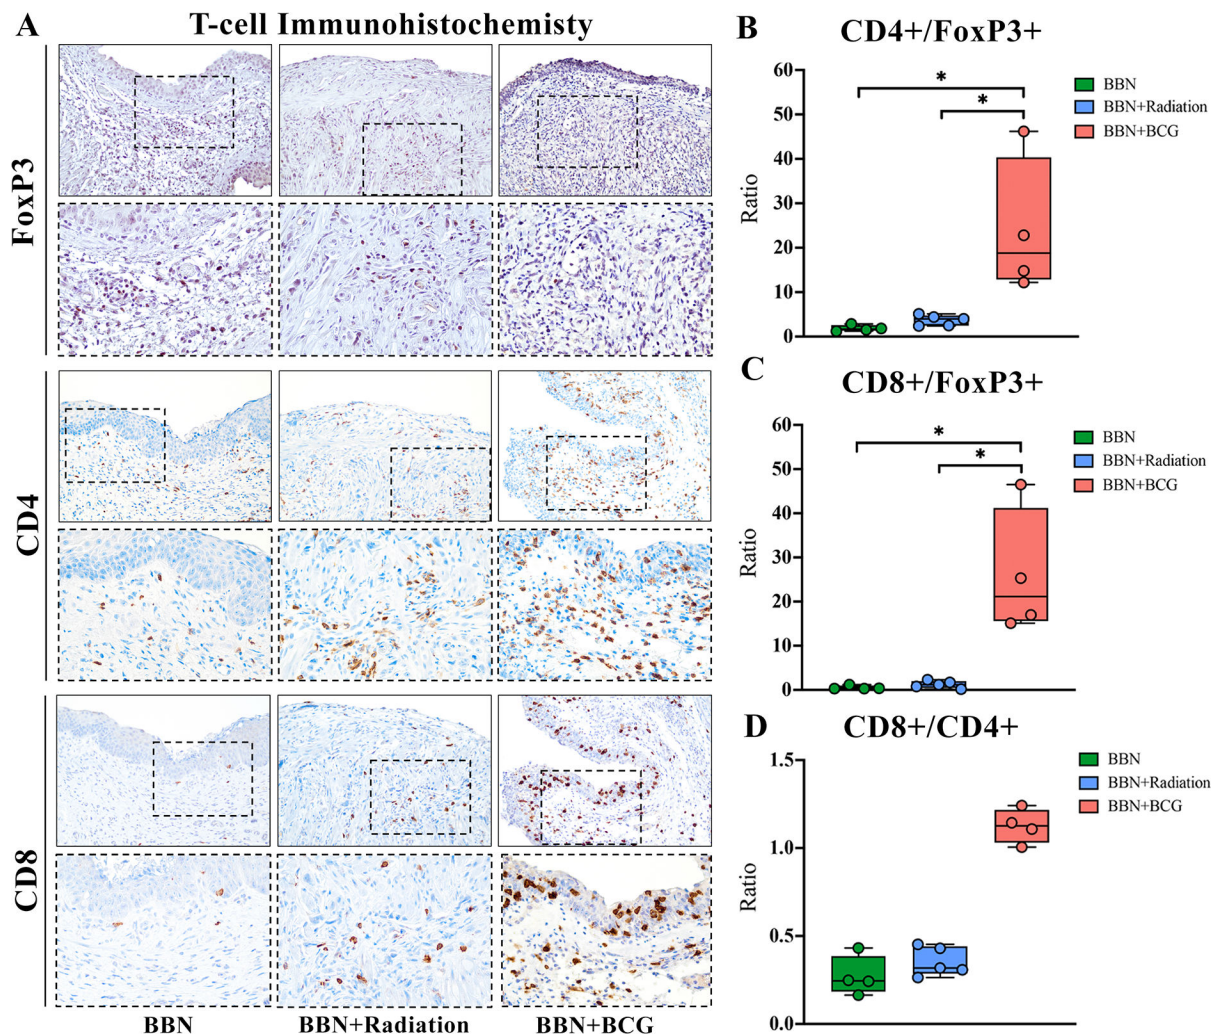 A
T-cell Immunohistochemisty
FoxP3
CD4
CD8
BBN
BBN+Radiation
BBN+BCG
B
CD4+/FoxP3+
60
50
40
30
20
10
0
Ratio
*
*
BBN
BBN+Radiation
BBN+BCG
C
CD8+/FoxP3+
60
50
40
30
20
10
0
Ratio
*
*
BBN
BBN+Radiation
BBN+BCG
D
CD8+/CD4+
1.5
1.0
0.5
0.0
Ratio
BBN
BBN+Radiation
BBN+BCG